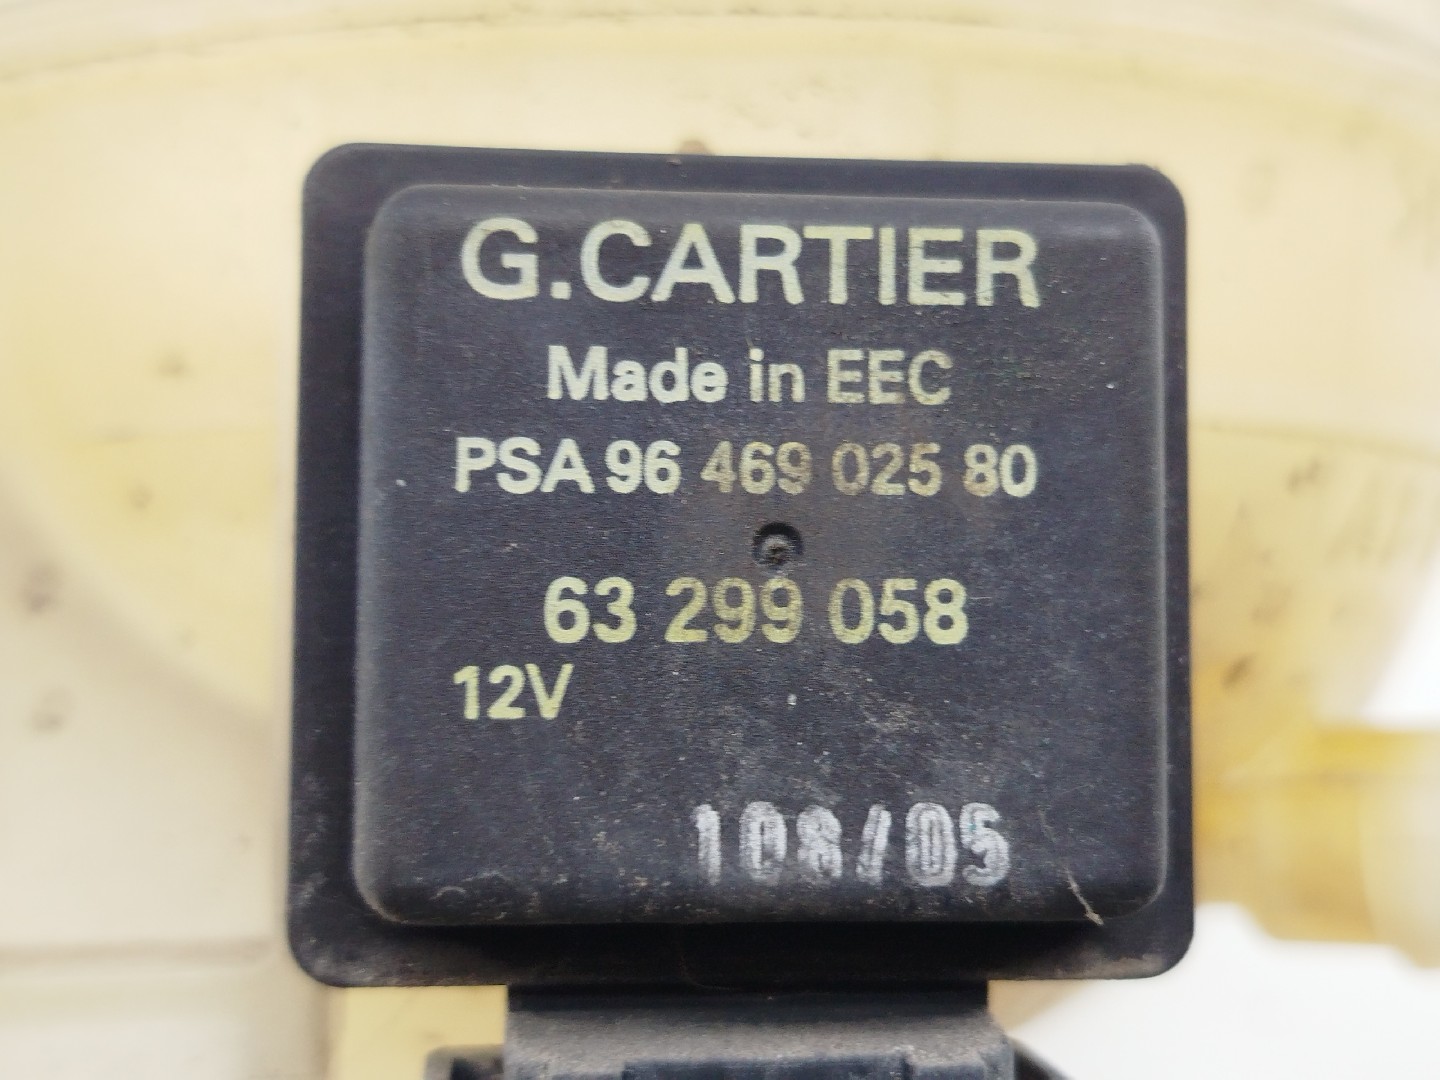 G.CARTIER
Made in EEC
PSA 96 469 025 80
63 299 058
12V
108/05